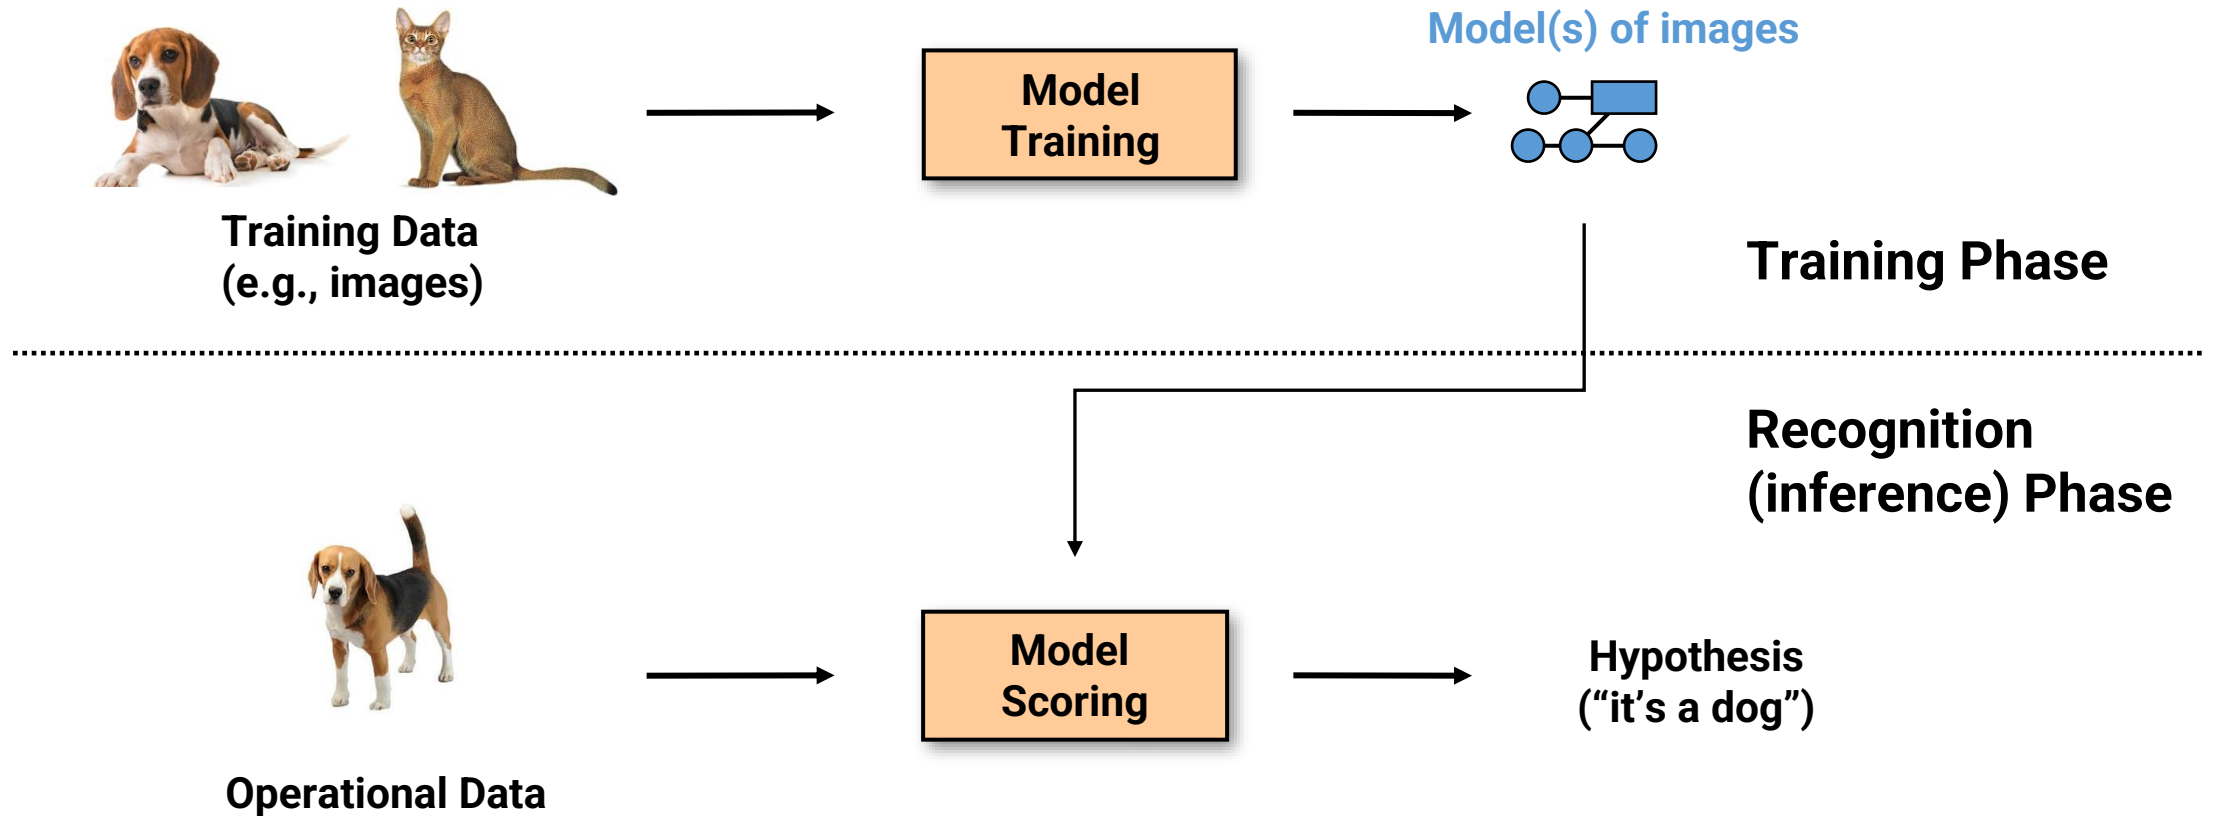 Model(s) of images
Model
Training
Training Data
(e.g., images)
Training Phase
Recognition
(inference) Phase
Model
Scoring
Hypothesis
(“it’s a dog”)
Operational Data